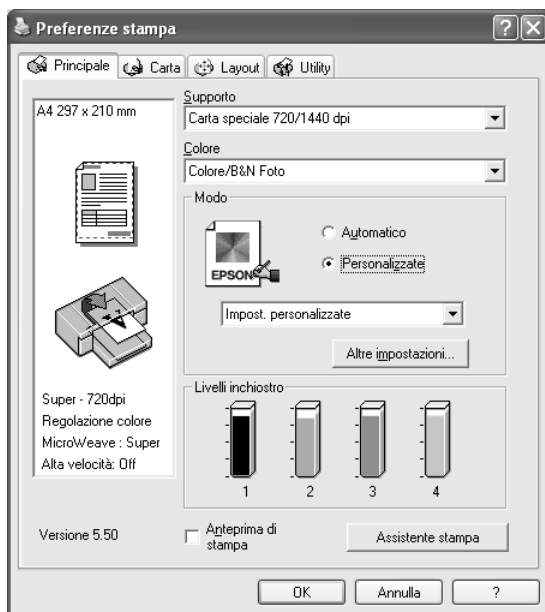 Preferenze stampa
Principale
Carta
Layout
Utility
A4 297 x 210 mm
Super - 720dpi
Regolazione colore
MicroWeave : Super
Alta velocità: Off
Versione 5.50
Supporto
Carta speciale 720/1440 dpi
Colore
Colore/B&N Foto
Modo
EPSON
Automatico
Personalizzate
Impost. personalizzate
Altre impostazioni...
Livelli inchiostro
1 2 3 4
Anteprima di
stampa
Assistente stampa
OK
Annulla
?